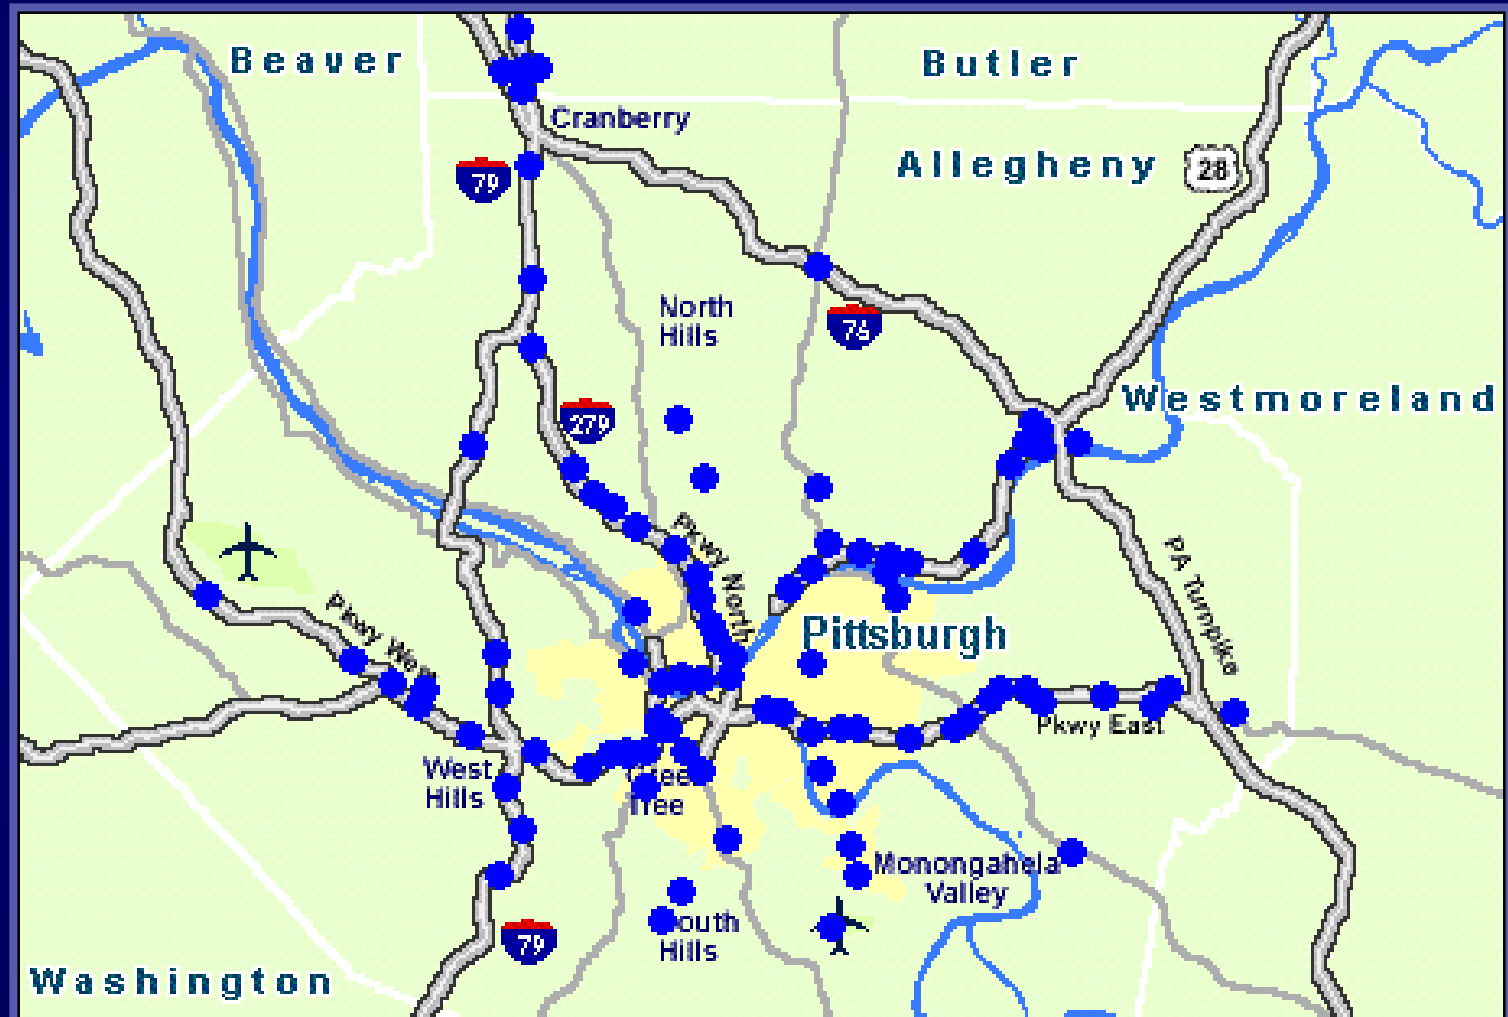 Beaver
Butler
Cranberry
Allegheny
28
79
North
Hills
76
Westmoreland
279
Pkwy North
PA Turnpike
Pkwy West
Pittsburgh
Pkwy East
West
Hills
Tree
Monongahela
Valley
Hills
79
Washington